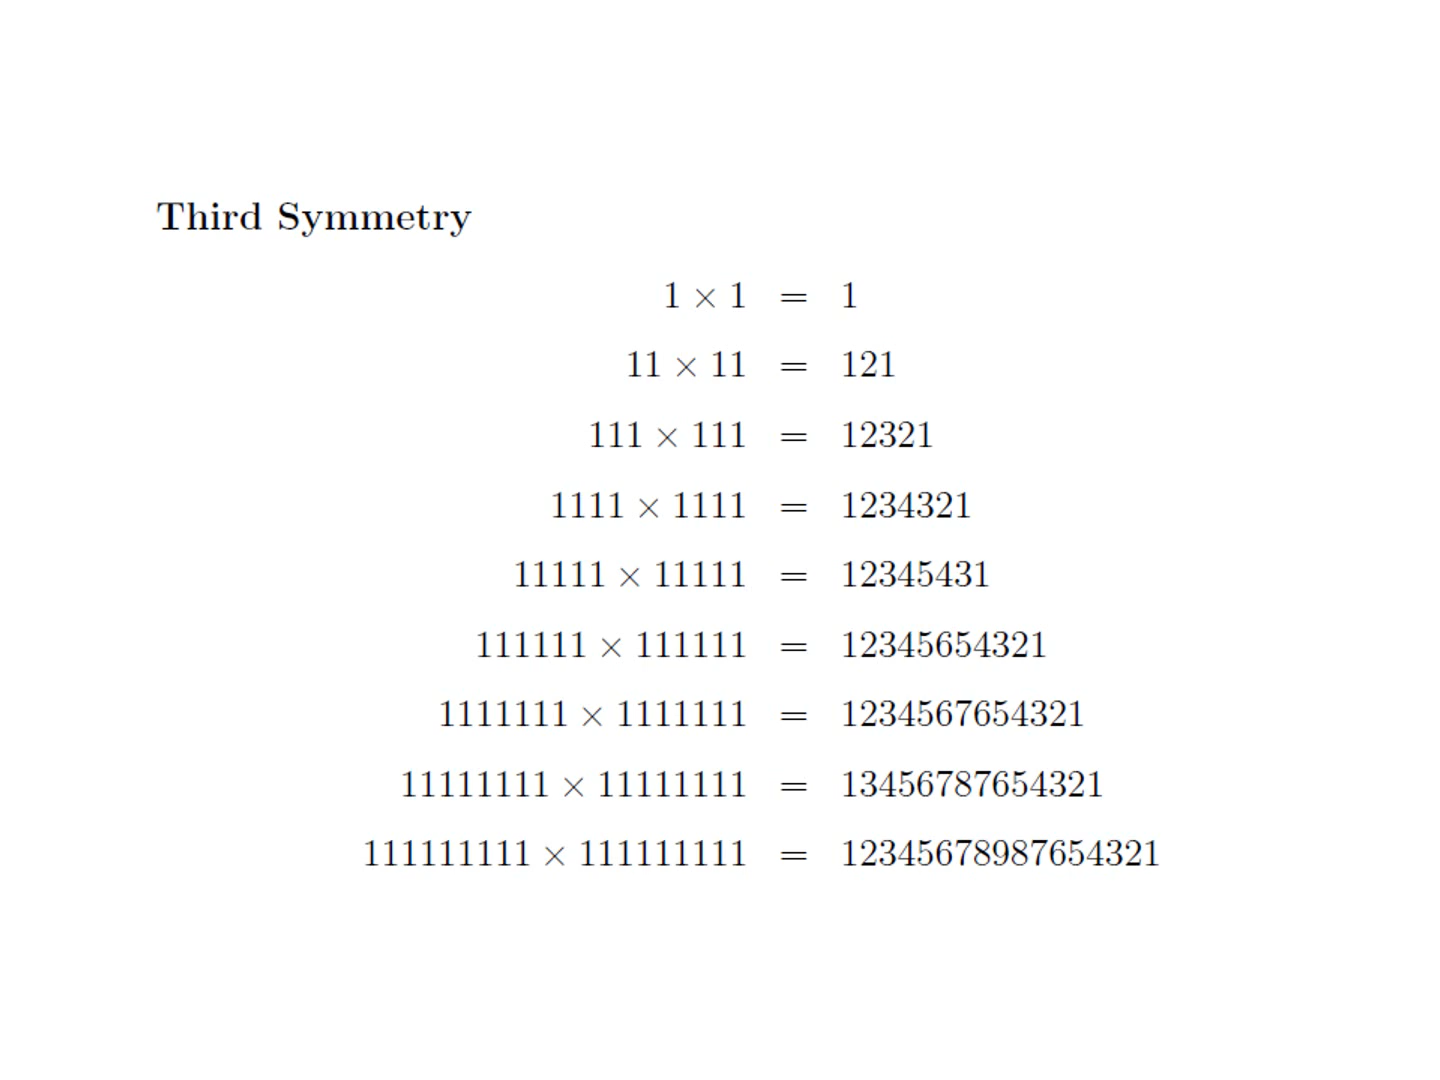 Third Symmetry
1 × 1 = 1
11 × 11 = 121
111 × 111 = 12321
1111 × 1111 = 1234321
11111 × 11111 = 12345431
111111 × 111111 = 12345654321
1111111 × 1111111 = 1234567654321
11111111 × 11111111 = 13456787654321
111111111 × 111111111 = 12345678987654321